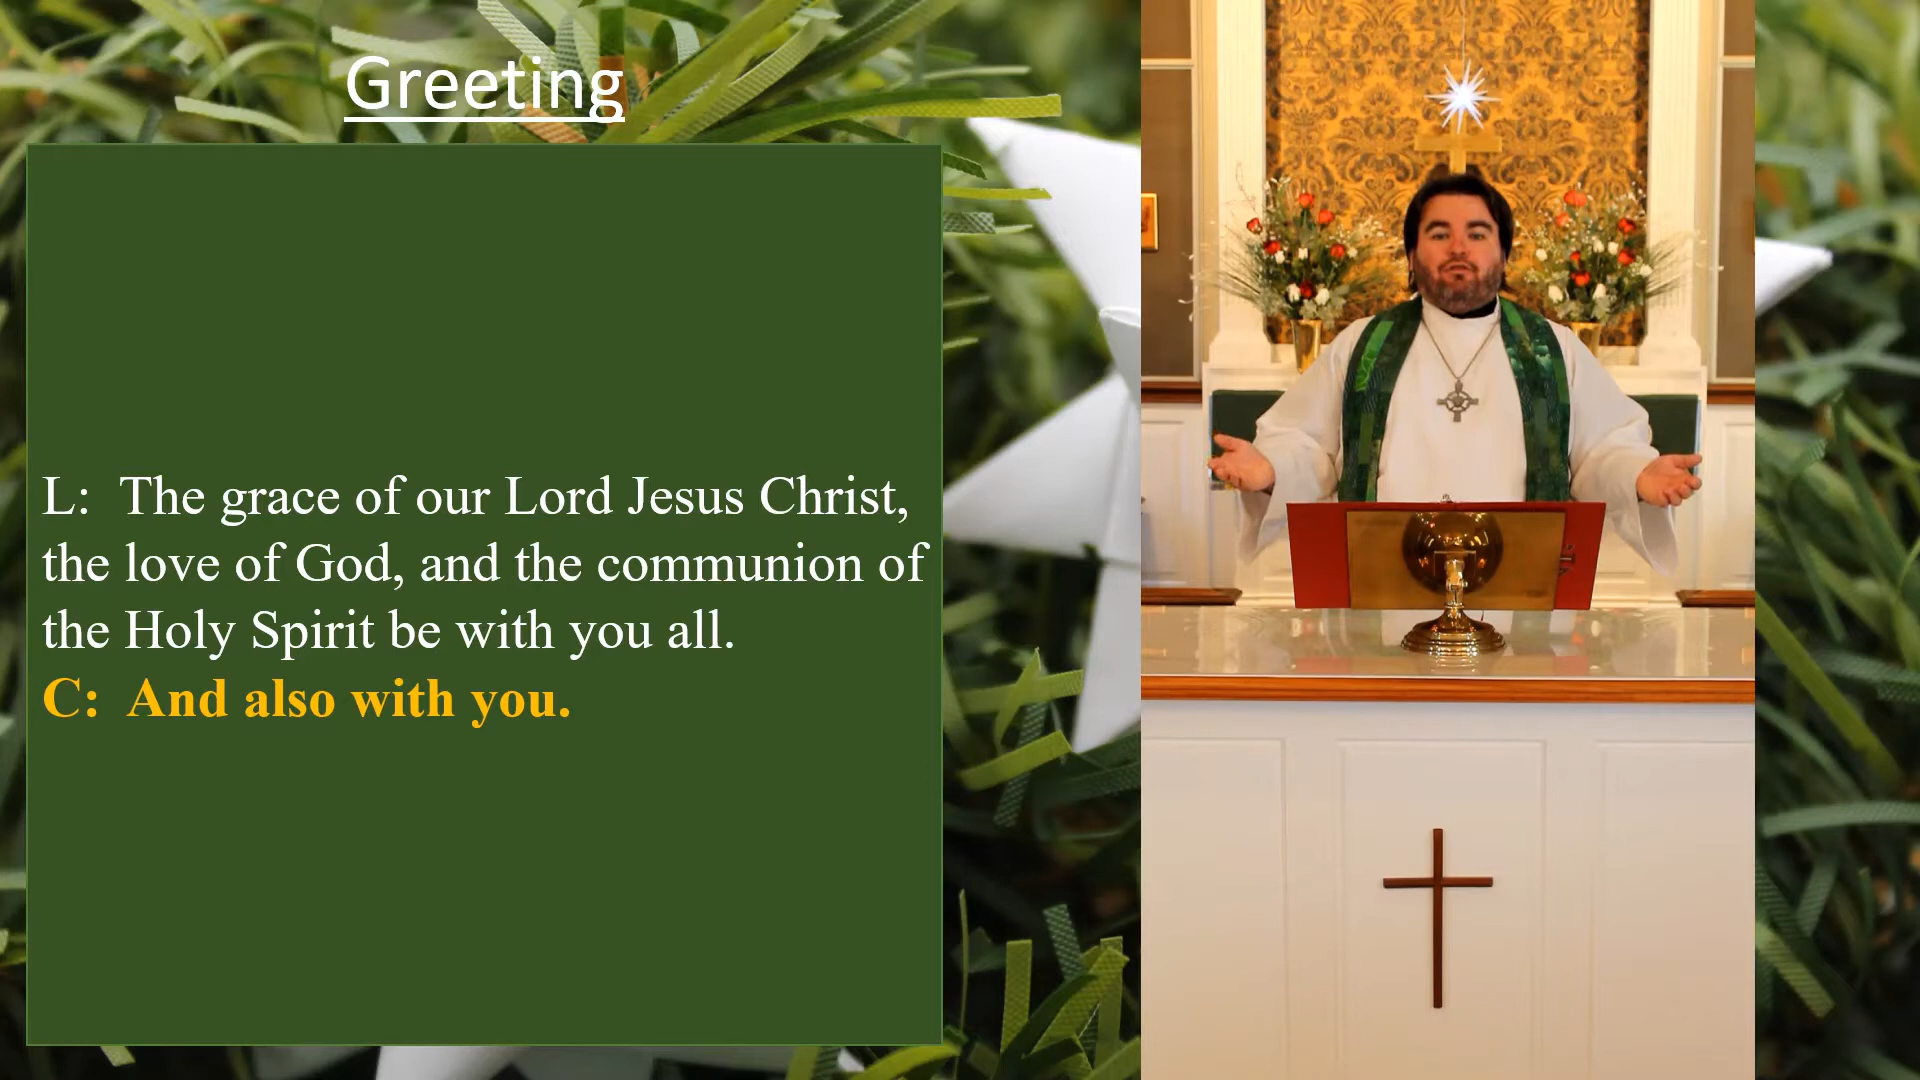 Greeting
L:  The grace of our Lord Jesus Christ,
the love of God, and the communion of
the Holy Spirit be with you all.
C:  And also with you.